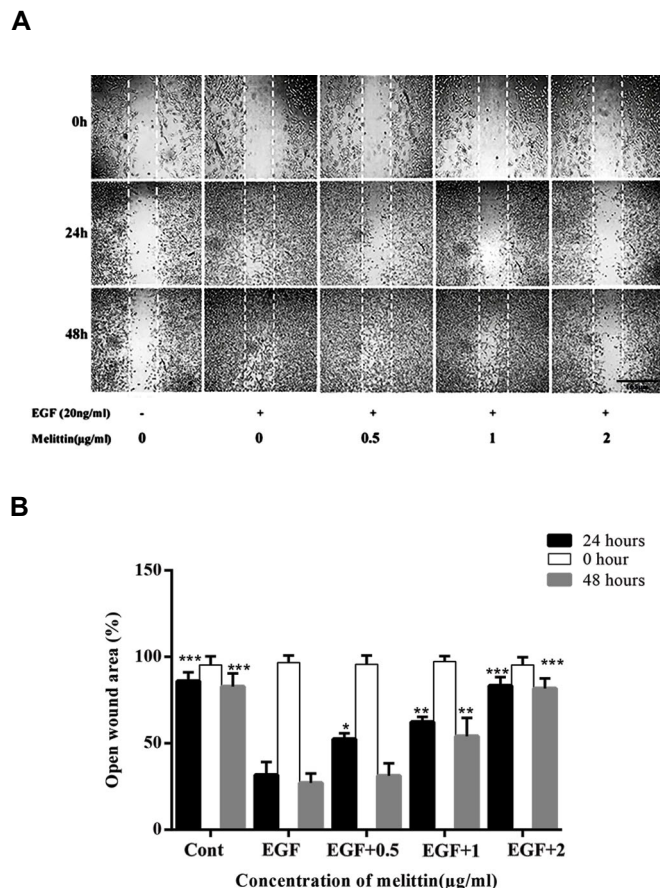 A
0h
24h
48h
EGF (20ng/ml) - + + + +
Melittin(µg/ml) 0 0 0.5 1 2
B
24 hours
0 hour
48 hours
Open wound area (%)
150
100
50
0
*** *** * ** ** *** ***
Cont EGF EGF+0.5 EGF+1 EGF+2
Concentration of melittin(µg/ml)